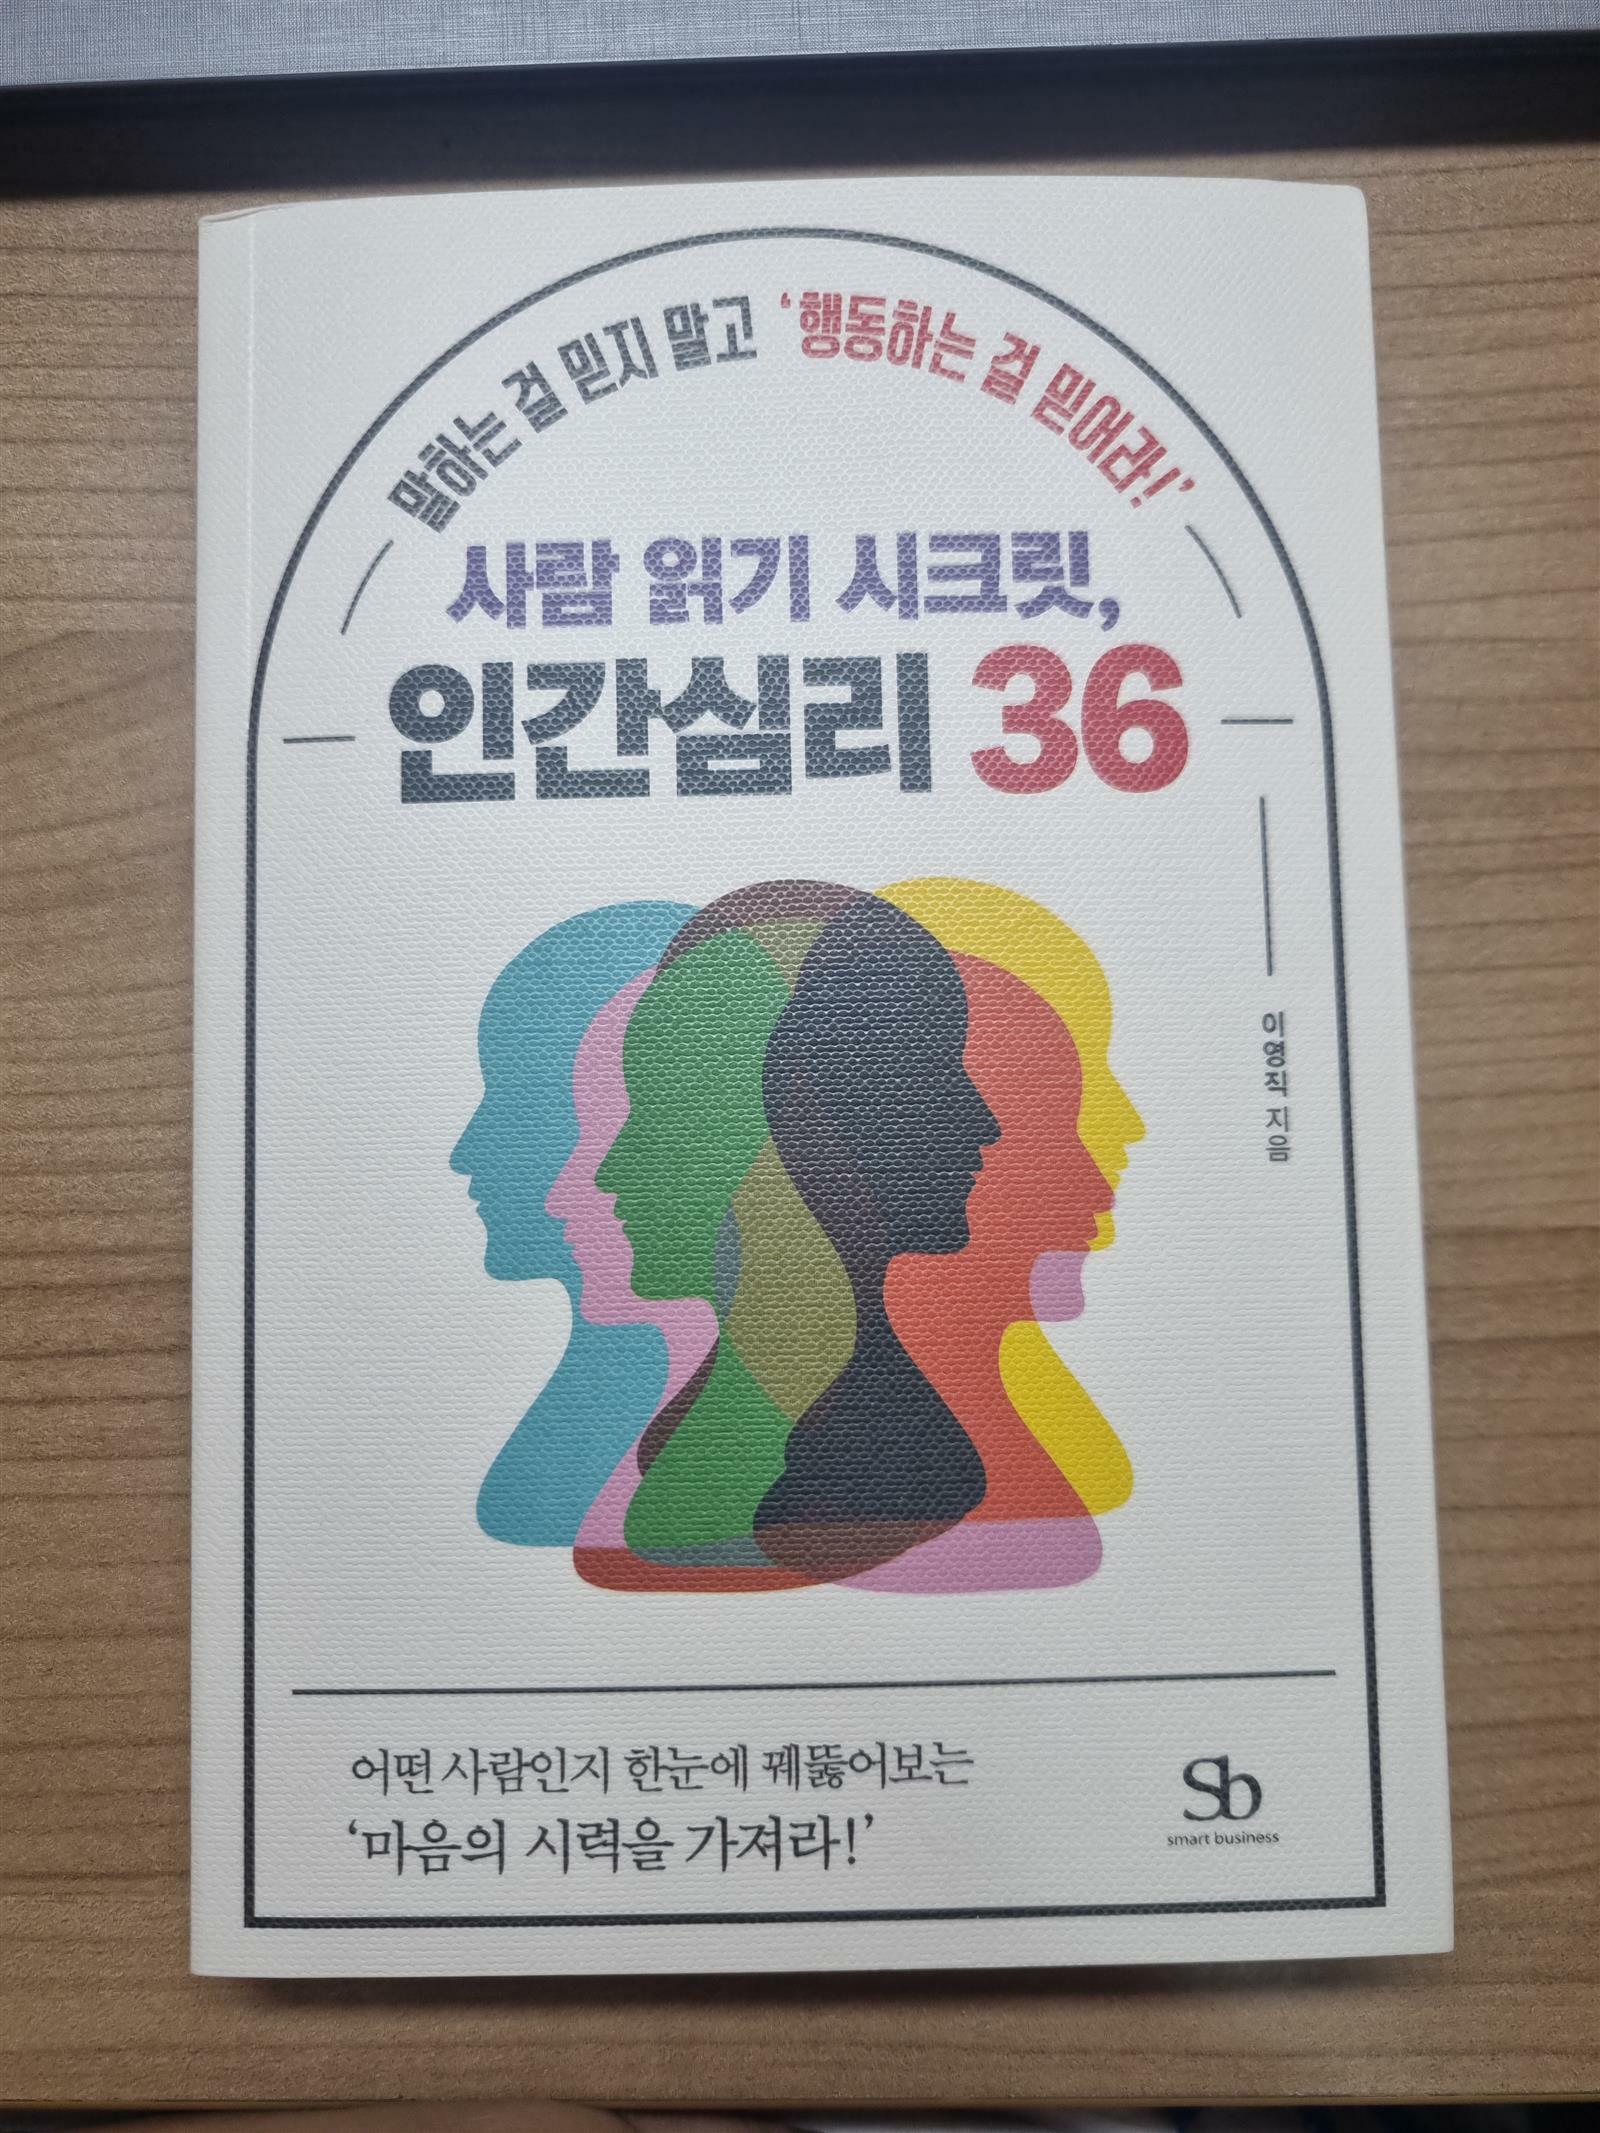 말하는 걸 믿지 말고 ‘행동하는 걸 믿어라!’
사람 읽기 시크릿,
인간심리 36
이영직 지음
어떤 사람인지 한눈에 꿰뚫어보는
‘마음의 시력을 가져라!’
Sb
smart business